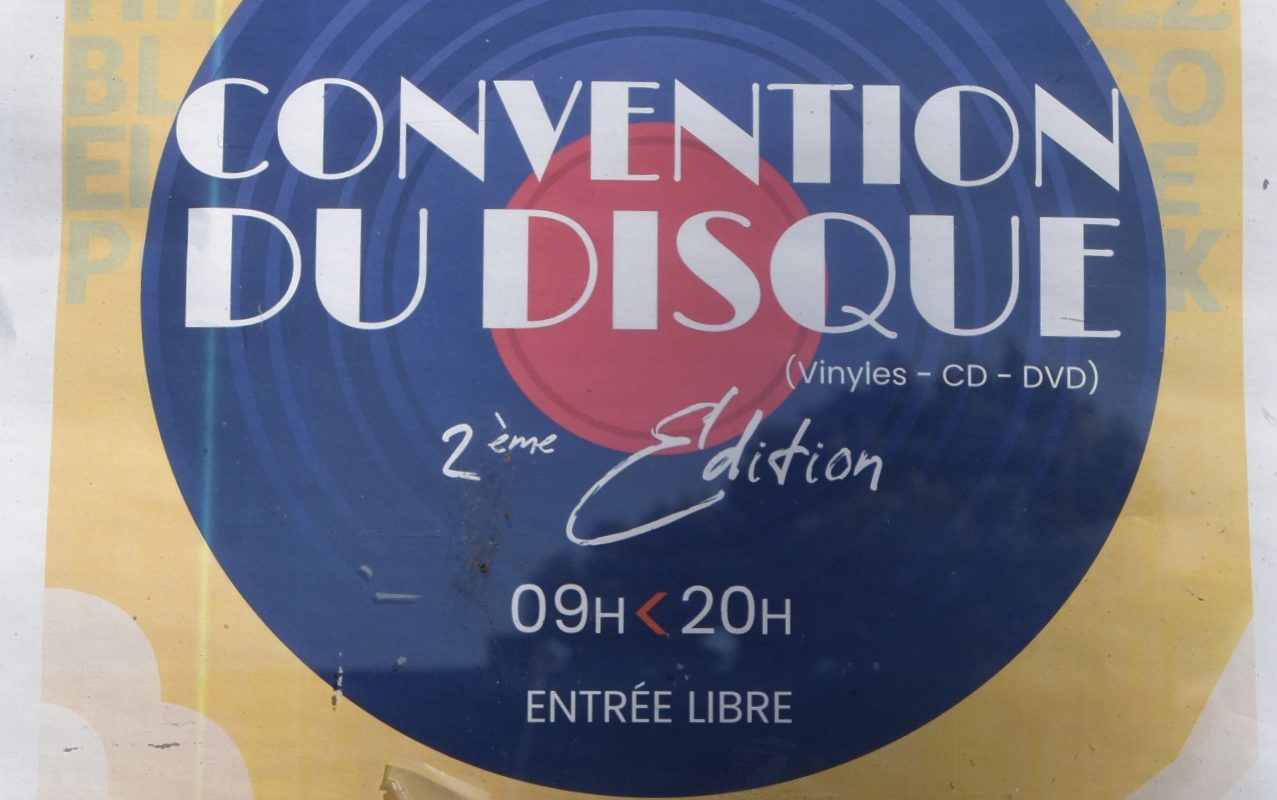 CONVENTION
DU DISQUE
(Vinyles - CD - DVD)
2ème Edition
09H < 20H
ENTRÉE LIBRE